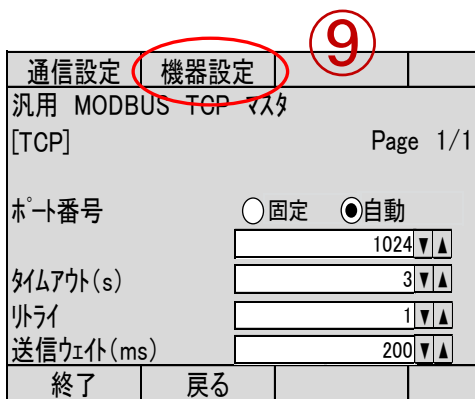 ⑨
通信設定 機器設定
汎用 MODBUS TCP マスタ
[TCP] Page 1/1
ポート番号 固定 自動
1024 ▼ ▲
タイムアウト(s) 3 ▼ ▲
リトライ 1 ▼ ▲
送信ウェイト(ms) 200 ▼ ▲
終了 戻る